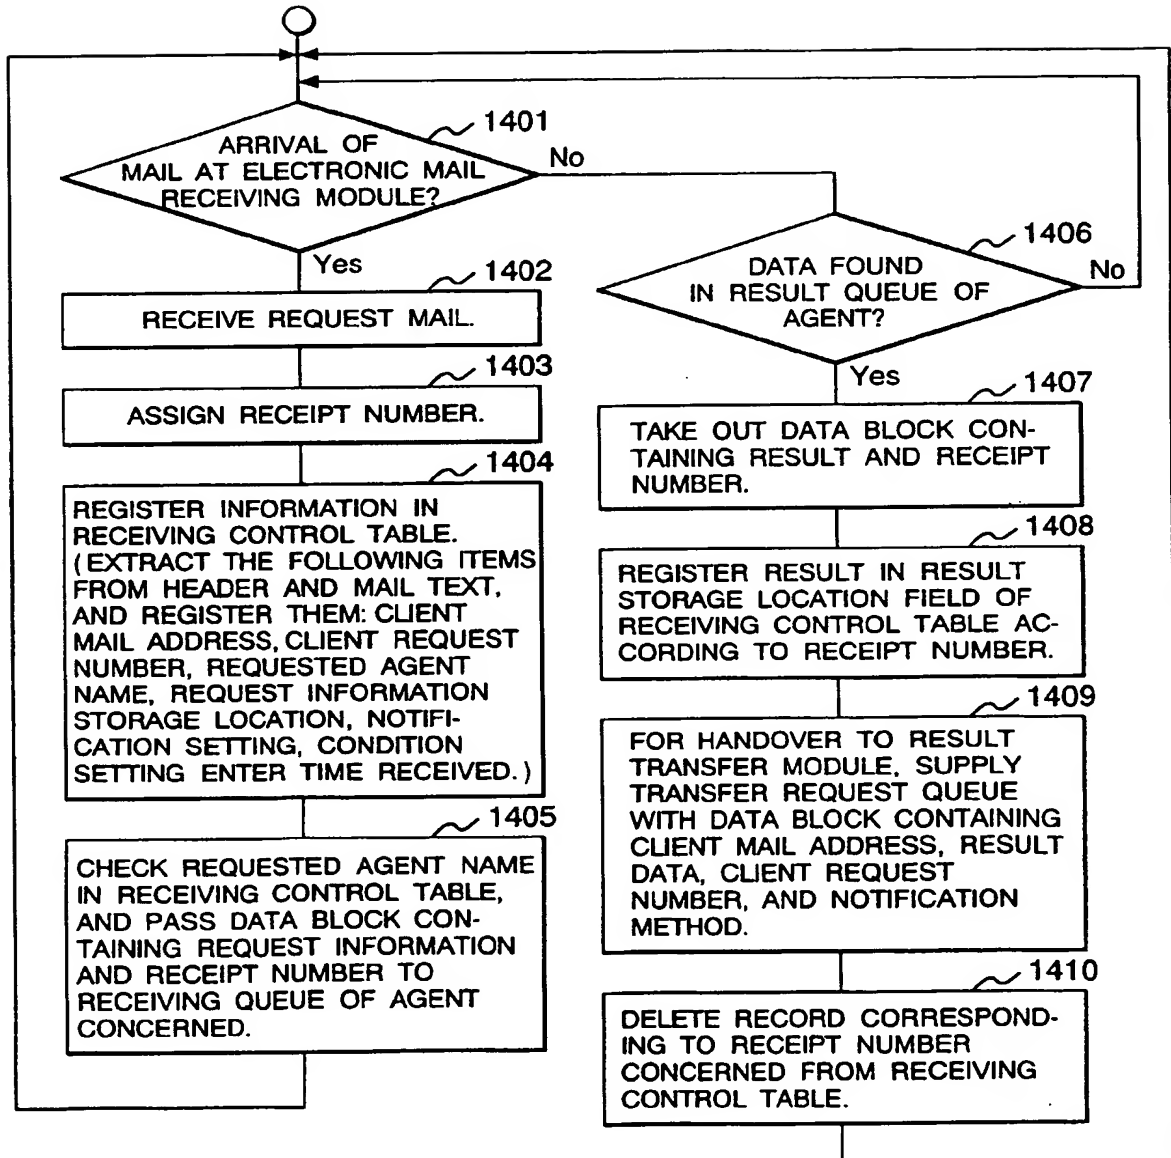 1401
ARRIVAL OF
MAIL AT ELECTRONIC MAIL
RECEIVING MODULE?
No
Yes
1402
RECEIVE REQUEST MAIL.
1403
ASSIGN RECEIPT NUMBER.
1404
REGISTER INFORMATION IN
RECEIVING CONTROL TABLE.
(EXTRACT THE FOLLOWING ITEMS
FROM HEADER AND MAIL TEXT,
AND REGISTER THEM: CLIENT
MAIL ADDRESS, CLIENT REQUEST
NUMBER, REQUESTED AGENT
NAME, REQUEST INFORMATION
STORAGE LOCATION, NOTIFI-
CATION SETTING, CONDITION
SETTING ENTER TIME RECEIVED.)
1405
CHECK REQUESTED AGENT NAME
IN RECEIVING CONTROL TABLE,
AND PASS DATA BLOCK CON-
TAINING REQUEST INFORMATION
AND RECEIPT NUMBER TO
RECEIVING QUEUE OF AGENT
CONCERNED.
1406
DATA FOUND
IN RESULT QUEUE OF
AGENT?
No
Yes
1407
TAKE OUT DATA BLOCK CON-
TAINING RESULT AND RECEIPT
NUMBER.
1408
REGISTER RESULT IN RESULT
STORAGE LOCATION FIELD OF
RECEIVING CONTROL TABLE AC-
CORDING TO RECEIPT NUMBER.
1409
FOR HANDOVER TO RESULT
TRANSFER MODULE, SUPPLY
TRANSFER REQUEST QUEUE
WITH DATA BLOCK CONTAINING
CLIENT MAIL ADDRESS, RESULT
DATA, CLIENT REQUEST
NUMBER, AND NOTIFICATION
METHOD.
1410
DELETE RECORD CORRESPOND-
ING TO RECEIPT NUMBER
CONCERNED FROM RECEIVING
CONTROL TABLE.